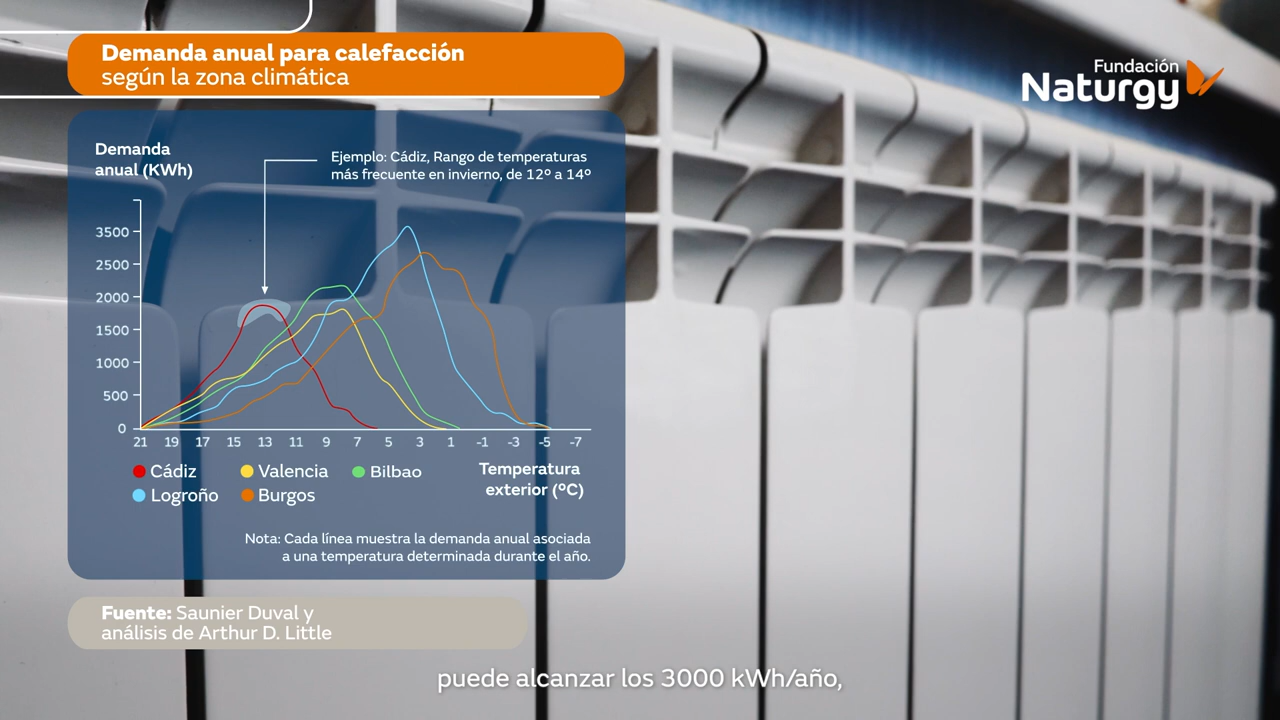 Demanda anual para calefacción
según la zona climática
Fundación
Naturgy
Demanda
anual (KWh)
Ejemplo: Cádiz, Rango de temperaturas
más frecuente en invierno, de 12º a 14º
3500
2500
2000
1500
1000
500
0
21 19 17 15 13 11 9 7 5 3 1 -1 -3 -5 -7
Cádiz Valencia Bilbao
Logroño Burgos
Temperatura
exterior (ºC)
Nota: Cada línea muestra la demanda anual asociada
a una temperatura determinada durante el año.
Fuente: Saunier Duval y
análisis de Arthur D. Little
puede alcanzar los 3000 kWh/año,